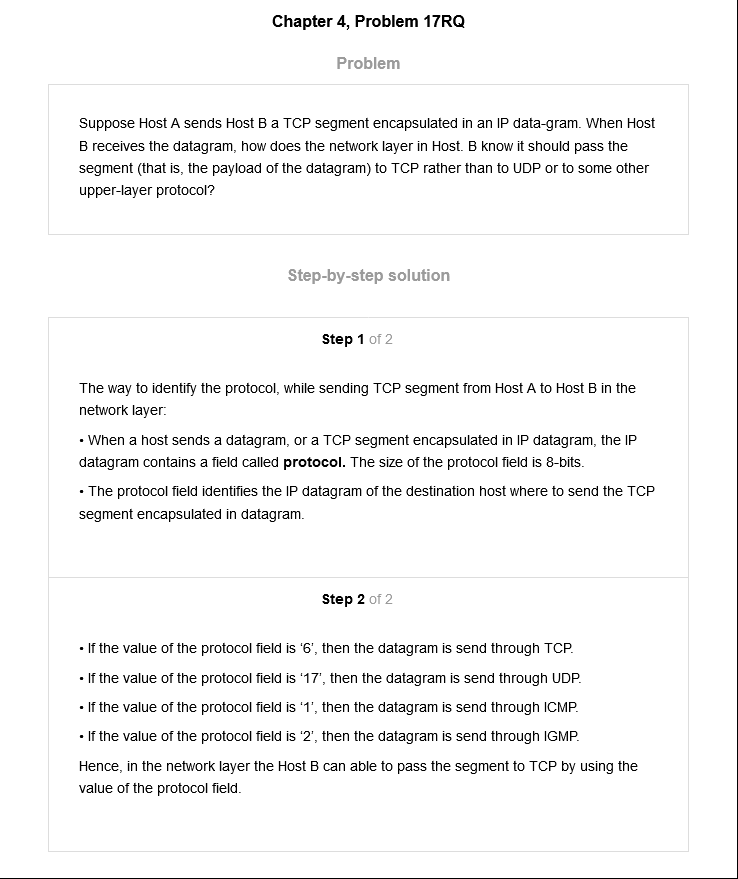 Chapter 4, Problem 17RQ
Problem
Suppose Host A sends Host B a TCP segment encapsulated in an IP data-gram. When Host
B receives the datagram, how does the network layer in Host. B know it should pass the
segment (that is, the payload of the datagram) to TCP rather than to UDP or to some other
upper-layer protocol?
Step-by-step solution
Step 1 of 2
The way to identify the protocol, while sending TCP segment from Host A to Host B in the
network layer:
• When a host sends a datagram, or a TCP segment encapsulated in IP datagram, the IP
datagram contains a field called protocol. The size of the protocol field is 8-bits.
• The protocol field identifies the IP datagram of the destination host where to send the TCP
segment encapsulated in datagram.
Step 2 of 2
• If the value of the protocol field is ‘6’, then the datagram is send through TCP.
• If the value of the protocol field is ‘17’, then the datagram is send through UDP.
• If the value of the protocol field is ‘1’, then the datagram is send through ICMP.
• If the value of the protocol field is ‘2’, then the datagram is send through IGMP.
Hence, in the network layer the Host B can able to pass the segment to TCP by using the
value of the protocol field.